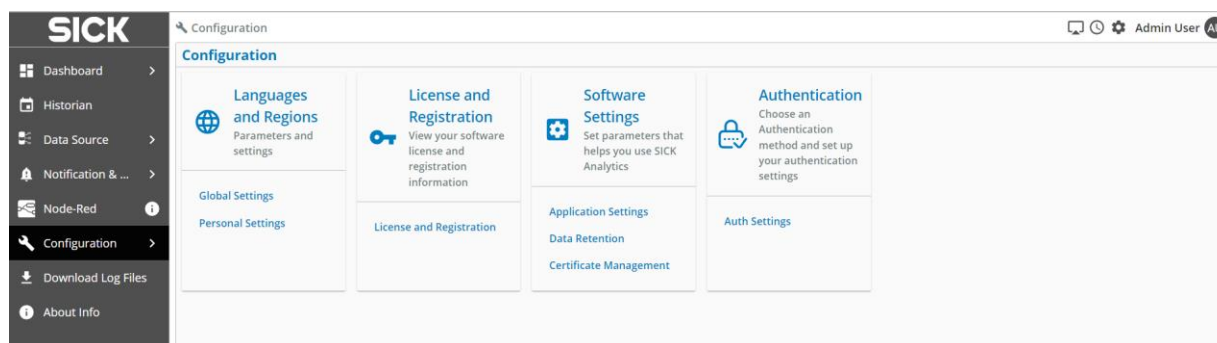 SICK
Dashboard
Historian
Data Source
Notification & ...
Node-Red
Configuration
Download Log Files
About Info
Configuration
Admin User
Configuration
Languages
and Regions
Parameters and
settings
Global Settings
Personal Settings
License and
Registration
View your software
license and
registration
information
License and Registration
Software
Settings
Set parameters that
helps you use SICK
Analytics
Application Settings
Data Retention
Certificate Management
Authentication
Choose an
Authentication
method and set up
your authentication
settings
Auth Settings